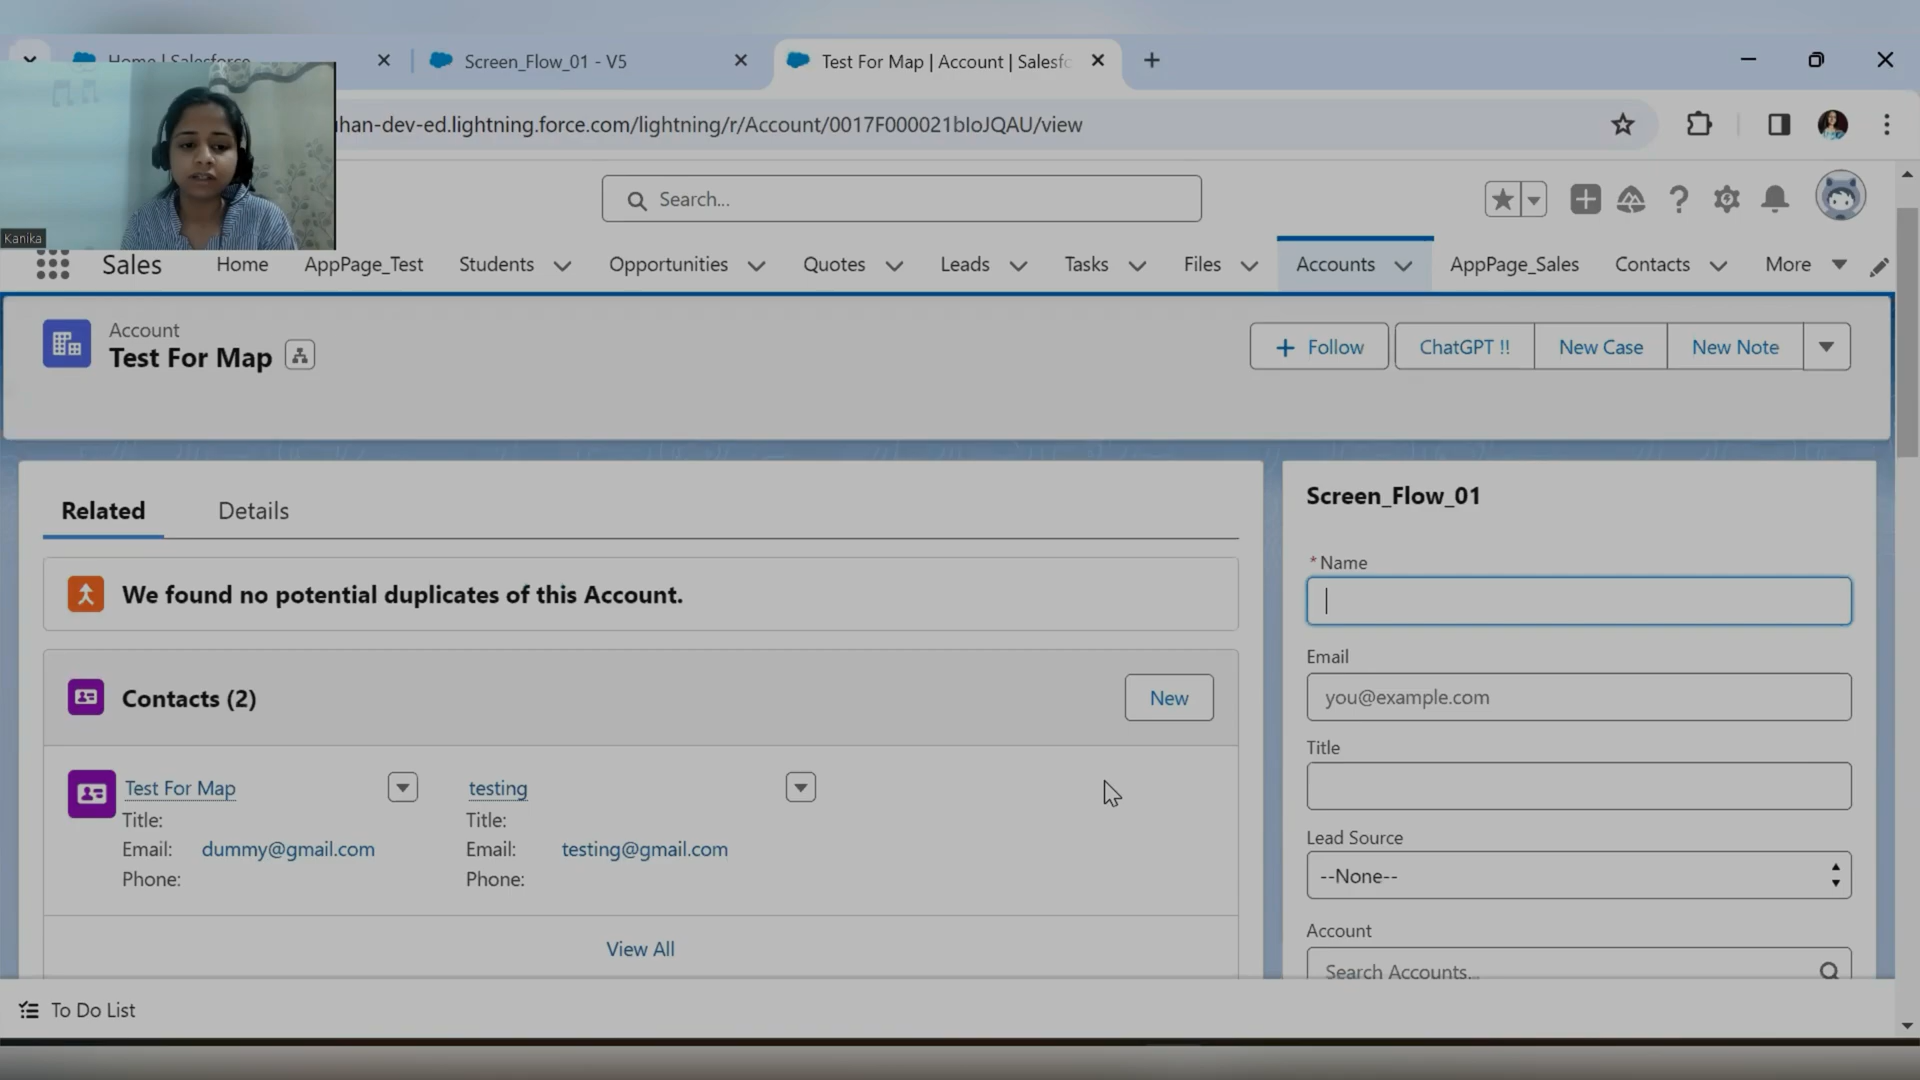 Home | Salesforce
Screen_Flow_01 - V5
Test For Map | Account | Salesfo
han-dev-ed.lightning.force.com/lightning/r/Account/0017F000021bIoJQAU/view
Kanika
Search...
Sales
Home
AppPage_Test
Students
Opportunities
Quotes
Leads
Tasks
Files
Accounts
AppPage_Sales
Contacts
More
Account
Test For Map
+ Follow
ChatGPT !!
New Case
New Note
Related
Details
We found no potential duplicates of this Account.
Contacts (2)
New
Test For Map
Title:
Email: dummy@gmail.com
Phone:
testing
Title:
Email: testing@gmail.com
Phone:
View All
Screen_Flow_01
*Name
Email
you@example.com
Title
Lead Source
--None--
Account
Search Accounts...
To Do List